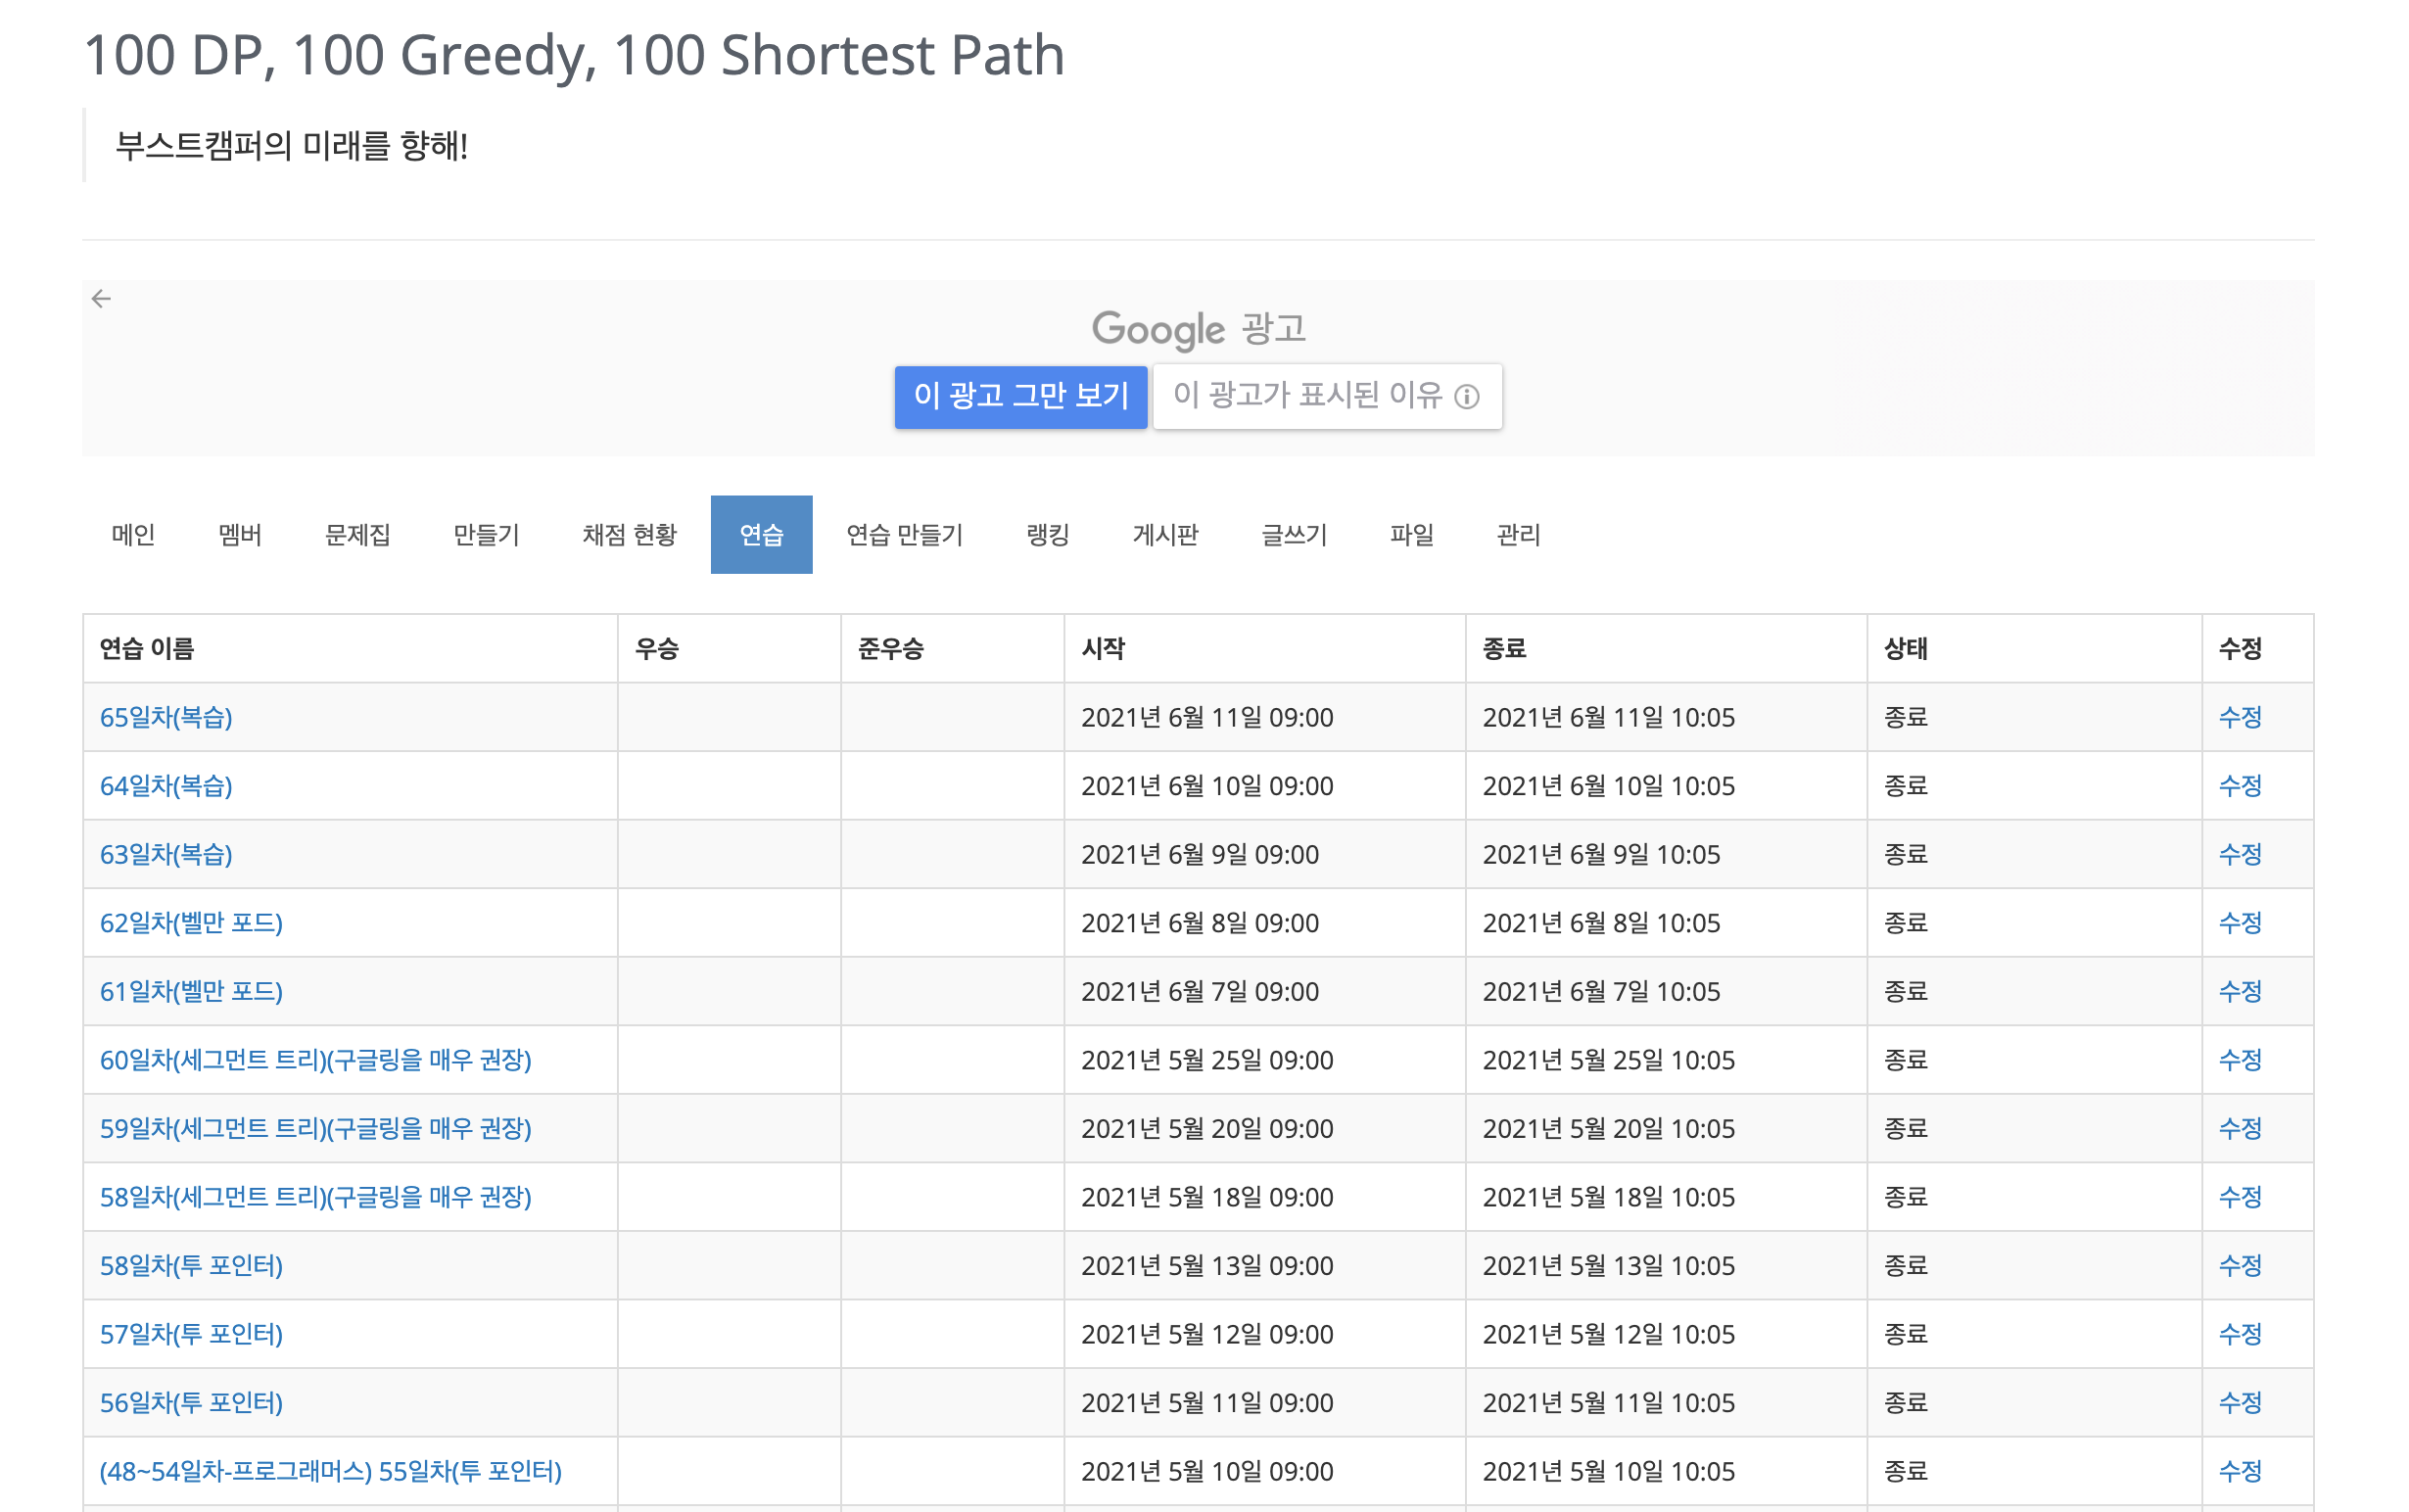 100 DP, 100 Greedy, 100 Shortest Path
부스트캠퍼의 미래를 향해!
Google 광고
이 광고 그만 보기 이 광고가 표시된 이유
메인 멤버 문제집 만들기 채점 현황 연습 연습 만들기 랭킹 게시판 글쓰기 파일 관리
연습 이름 우승 준우승 시작 종료 상태 수정
65일차(복습) 2021년 6월 11일 09:00 2021년 6월 11일 10:05 종료 수정
64일차(복습) 2021년 6월 10일 09:00 2021년 6월 10일 10:05 종료 수정
63일차(복습) 2021년 6월 9일 09:00 2021년 6월 9일 10:05 종료 수정
62일차(벨만 포드) 2021년 6월 8일 09:00 2021년 6월 8일 10:05 종료 수정
61일차(벨만 포드) 2021년 6월 7일 09:00 2021년 6월 7일 10:05 종료 수정
60일차(세그먼트 트리)(구글링을 매우 권장) 2021년 5월 25일 09:00 2021년 5월 25일 10:05 종료 수정
59일차(세그먼트 트리)(구글링을 매우 권장) 2021년 5월 20일 09:00 2021년 5월 20일 10:05 종료 수정
58일차(세그먼트 트리)(구글링을 매우 권장) 2021년 5월 18일 09:00 2021년 5월 18일 10:05 종료 수정
58일차(투 포인터) 2021년 5월 13일 09:00 2021년 5월 13일 10:05 종료 수정
57일차(투 포인터) 2021년 5월 12일 09:00 2021년 5월 12일 10:05 종료 수정
56일차(투 포인터) 2021년 5월 11일 09:00 2021년 5월 11일 10:05 종료 수정
(48~54일차-프로그래머스) 55일차(투 포인터) 2021년 5월 10일 09:00 2021년 5월 10일 10:05 종료 수정